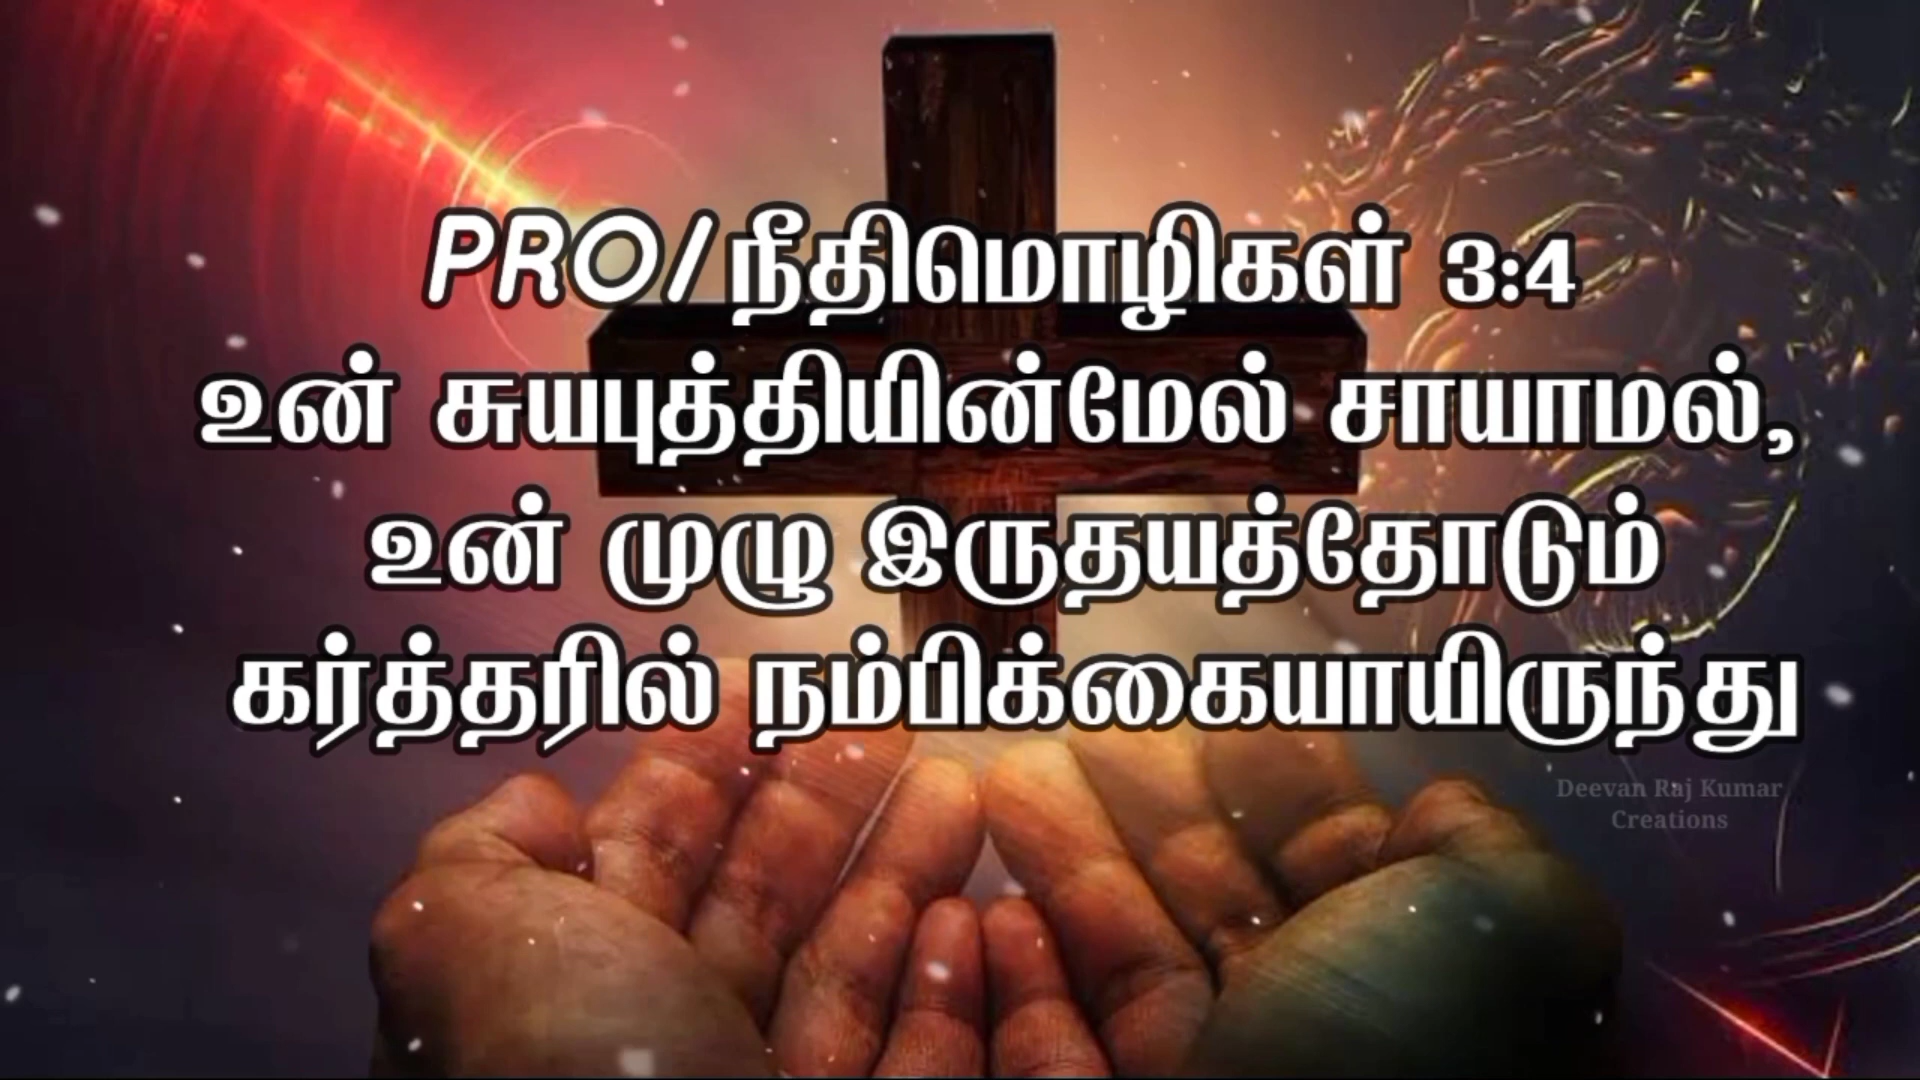 PRO/நீதிமொழிகள் 3:4
உன் சுயபுத்தியின்மேல் சாயாமல்,
உன் முழு இருதயத்தோடும்
கர்த்தரில் நம்பிக்கையாயிருந்து
Deevan Raj Kumar
Creations